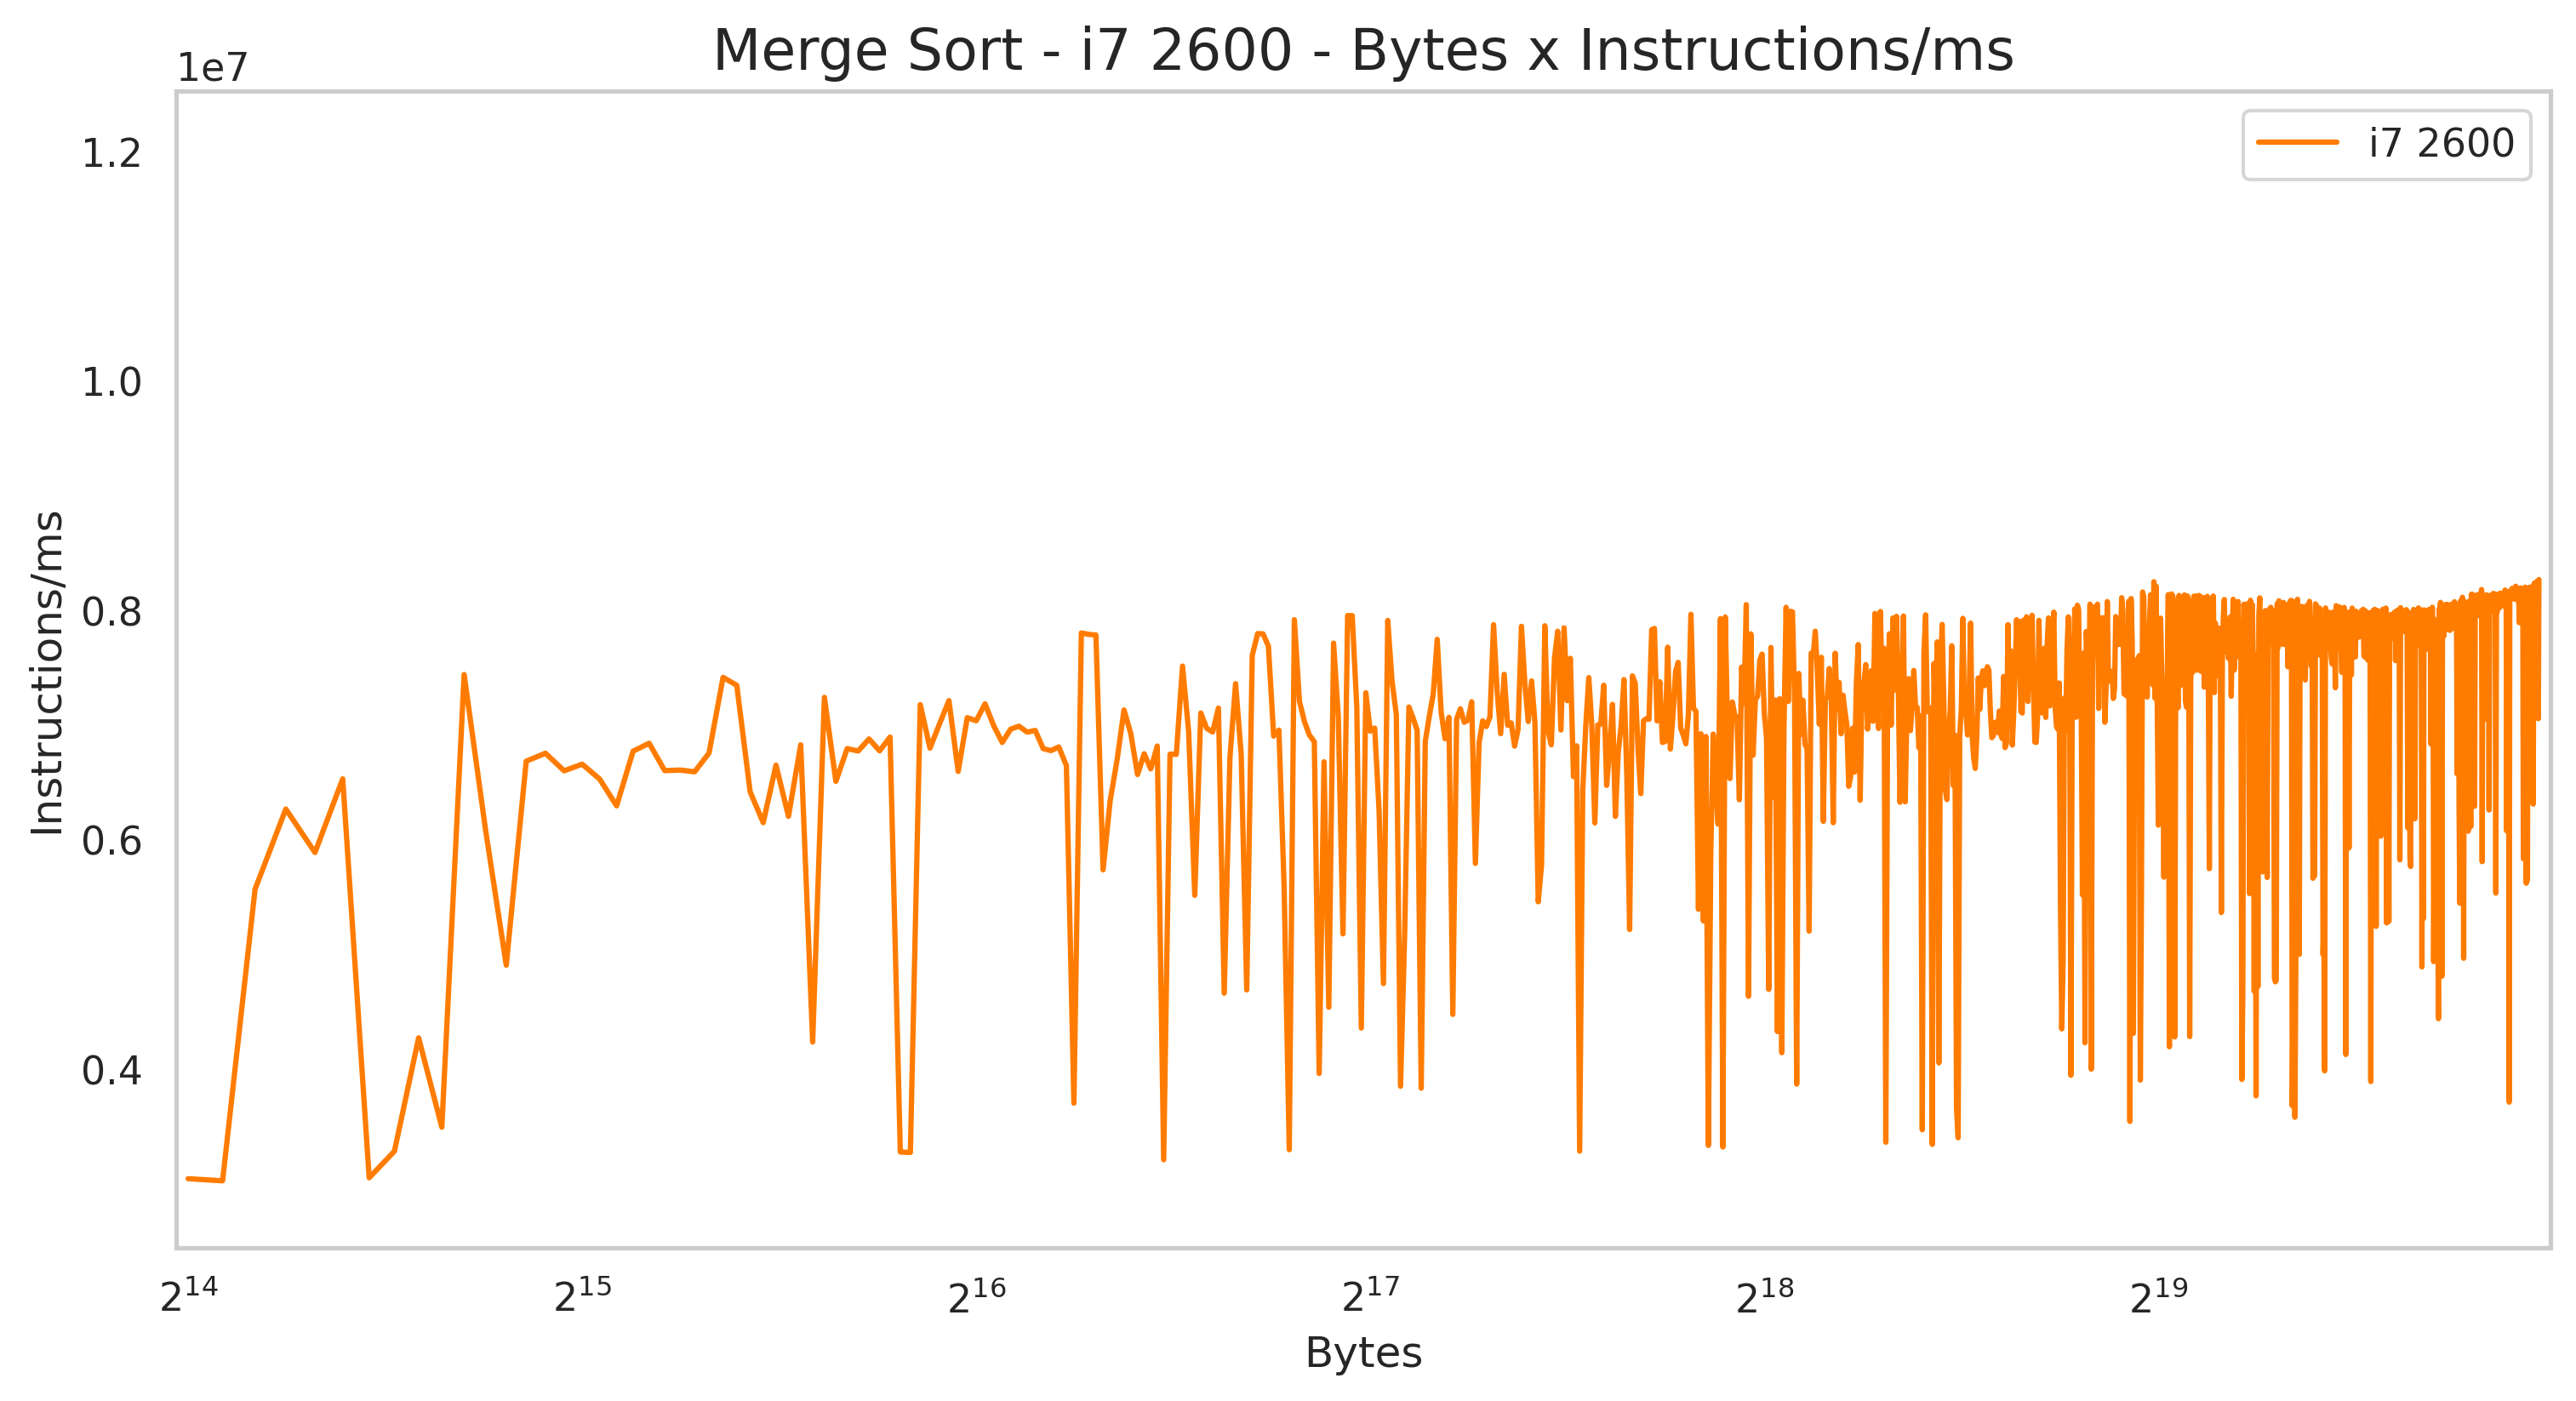 Merge Sort - i7 2600 - Bytes x Instructions/ms
1e7
i7 2600
1.2
1.0
0.8
0.6
0.4
Instructions/ms
2^14 2^15 2^16 2^17 2^18 2^19
Bytes